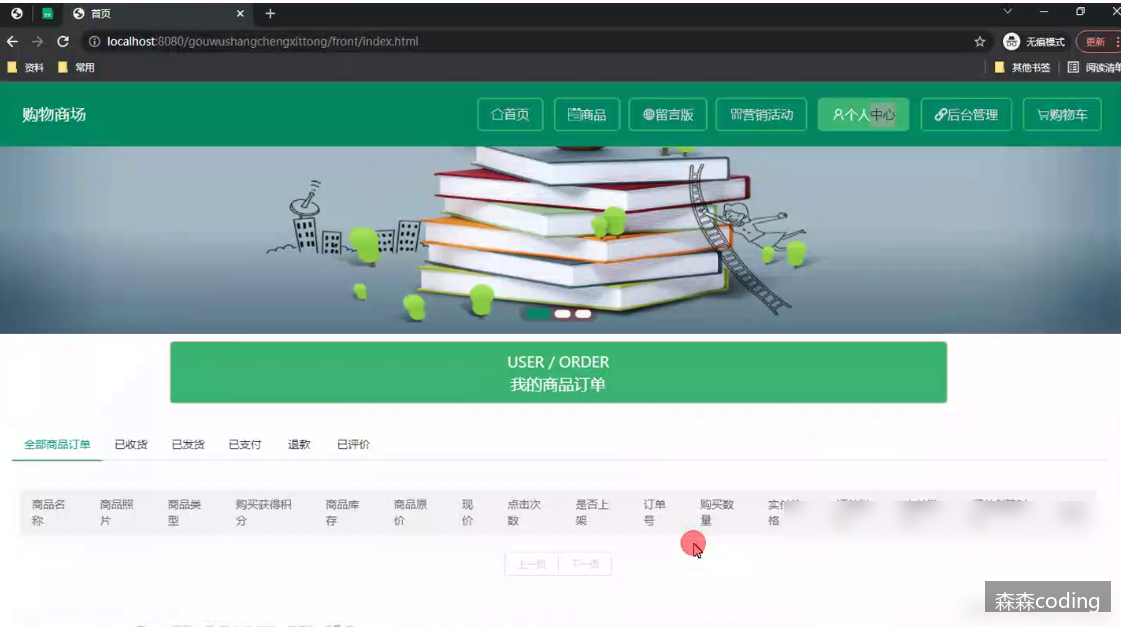 首页
localhost:8080/gouwushangchengxittong/front/index.html
无痕模式
更新
资料
常用
其他书签
阅读清单
购物商场
首页
商品
留言版
营销活动
个人中心
后台管理
购物车
USER / ORDER
我的商品订单
全部商品订单
已收货
已发货
已支付
退款
已评价
商品名称
商品照片
商品类型
购买获得积分
商品库存
商品原价
现价
点击次数
是否上架
订单号
购买数量
上一页
下一页
森森coding